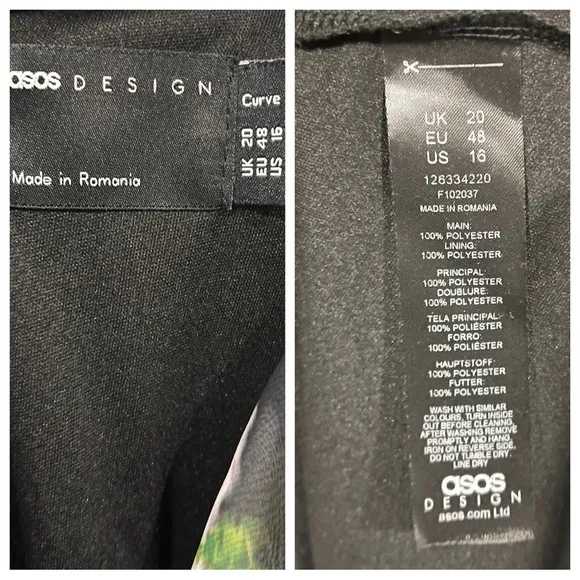 asos DESIGN
Made in Romania
Curve
UK 20
EU 48
US 16
UK 20
EU 48
US 16
126334220
F102037
MADE IN ROMANIA
MAIN:
100% POLYESTER
LINING:
100% POLYESTER
PRINCIPAL:
100% POLYESTER
DOUBLURE:
100% POLYESTER
TELA PRINCIPAL:
100% POLIÉSTER
FORRO:
100% POLIÉSTER
HAUPTSTOFF:
100% POLYESTER
FUTTER:
100% POLYESTER
WASH WITH SIMILAR
COLOURS, TURN INSIDE
OUT BEFORE CLEANING,
AFTER WASHING REMOVE
PROMPTLY AND HANG,
IRON ON REVERSE SIDE,
DO NOT TUMBLE DRY,
LINE DRY
asos
DESIGN
asos.com Ltd